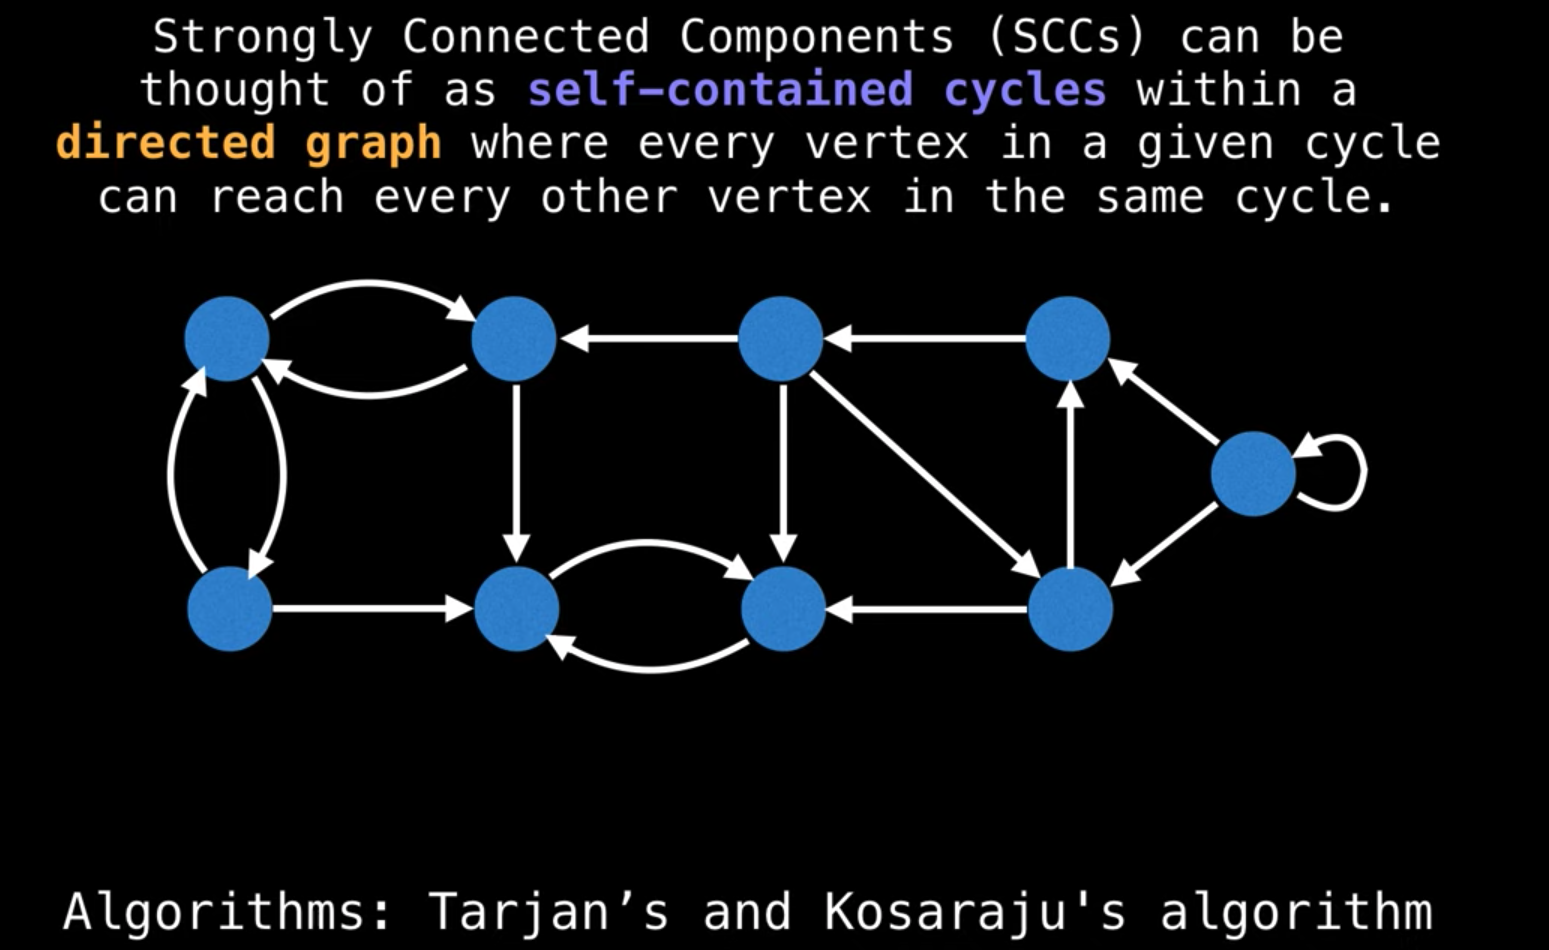 Strongly Connected Components (SCCs) can be
thought of as self-contained cycles within a
directed graph where every vertex in a given cycle
can reach every other vertex in the same cycle.
Algorithms: Tarjan’s and Kosaraju's algorithm